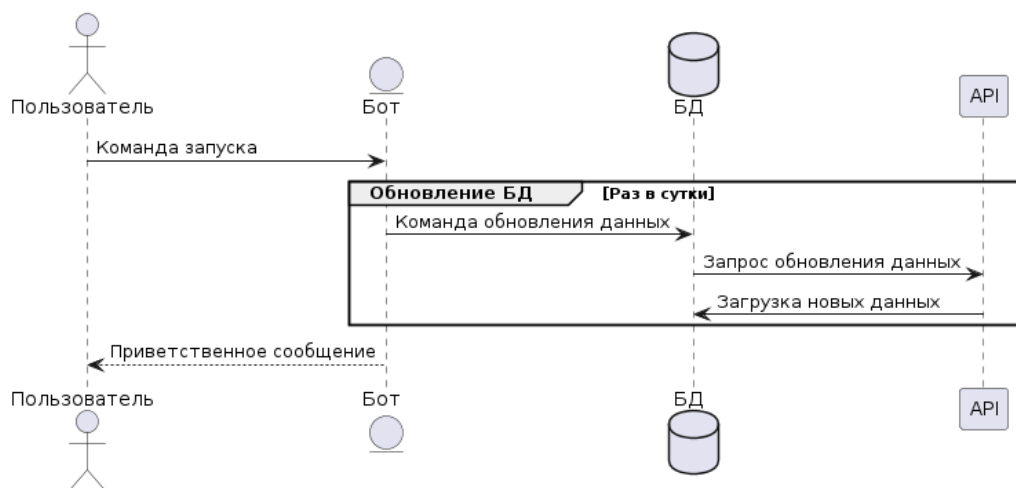 Пользователь Бот БД API
Команда запуска
Обновление БД [Раз в сутки]
Команда обновления данных
Запрос обновления данных
Загрузка новых данных
Приветственное сообщение
Пользователь Бот БД API